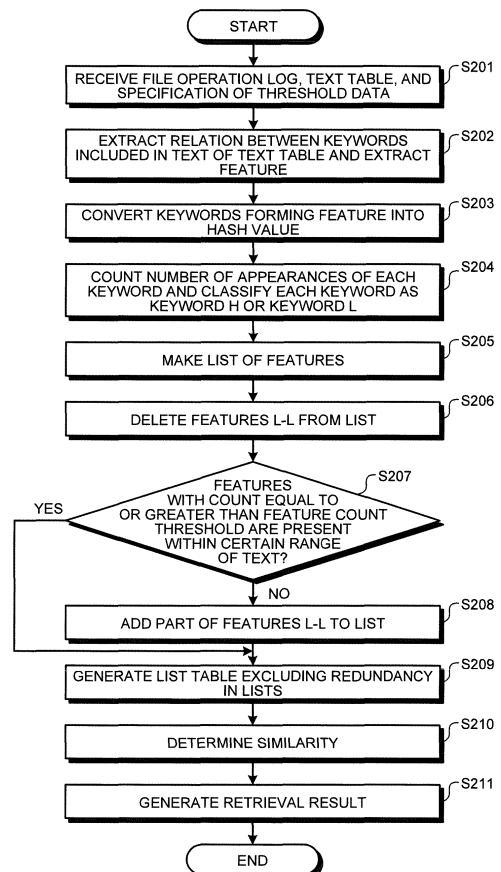 START
S201
RECEIVE FILE OPERATION LOG, TEXT TABLE, AND
SPECIFICATION OF THRESHOLD DATA
S202
EXTRACT RELATION BETWEEN KEYWORDS
INCLUDED IN TEXT OF TEXT TABLE AND EXTRACT
FEATURE
S203
CONVERT KEYWORDS FORMING FEATURE INTO
HASH VALUE
S204
COUNT NUMBER OF APPEARANCES OF EACH
KEYWORD AND CLASSIFY EACH KEYWORD AS
KEYWORD H OR KEYWORD L
S205
MAKE LIST OF FEATURES
S206
DELETE FEATURES L-L FROM LIST
S207
FEATURES
WITH COUNT EQUAL TO
OR GREATER THAN FEATURE COUNT
THRESHOLD ARE PRESENT
WITHIN CERTAIN RANGE
OF TEXT?
YES
NO
S208
ADD PART OF FEATURES L-L TO LIST
S209
GENERATE LIST TABLE EXCLUDING REDUNDANCY
IN LISTS
S210
DETERMINE SIMILARITY
S211
GENERATE RETRIEVAL RESULT
END